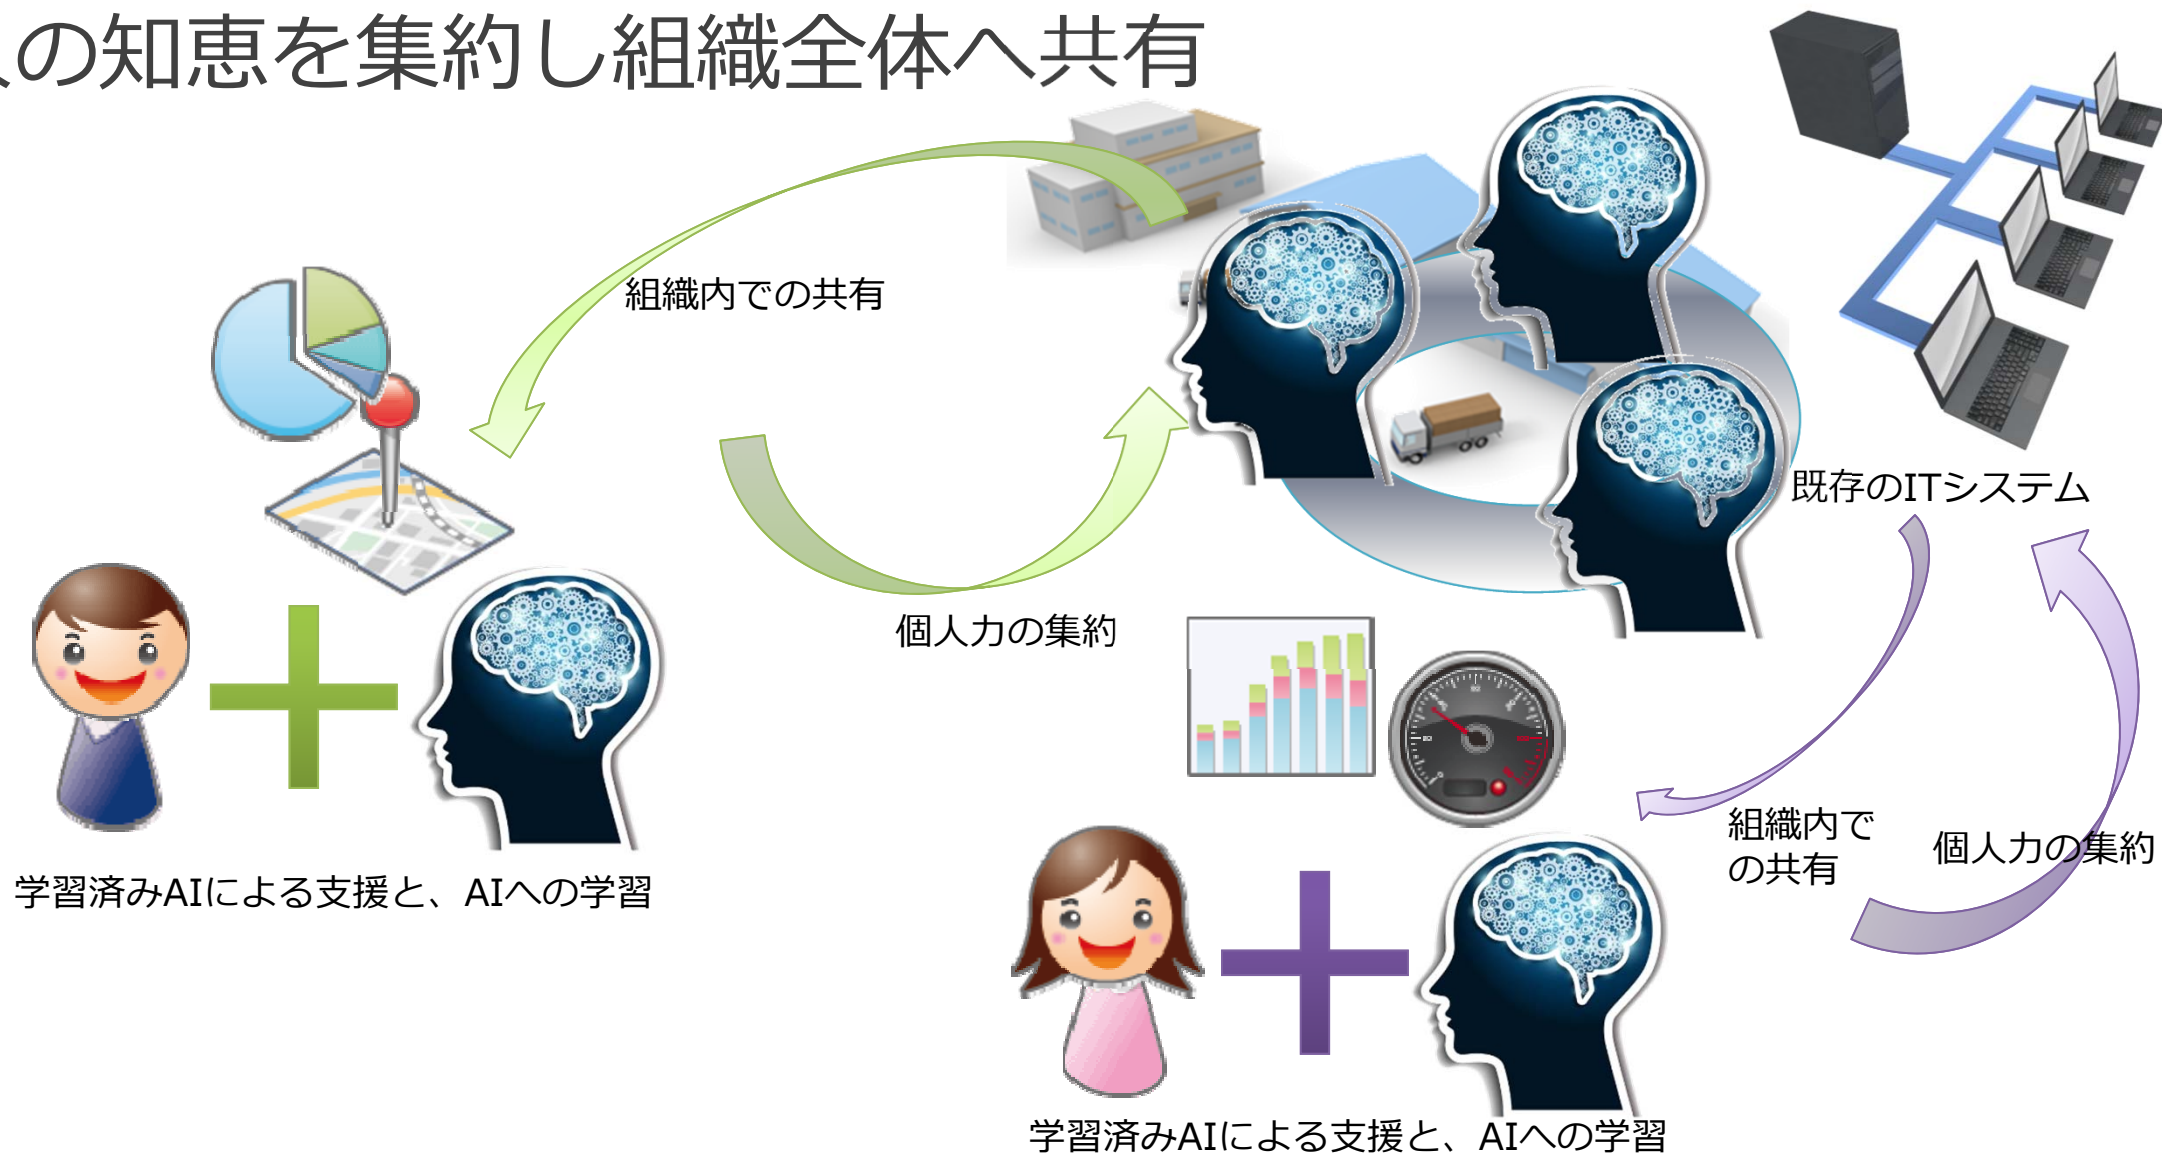 人の知恵を集約し組織全体へ共有
組織内での共有
個人力の集約
既存のITシステム
組織内で
の共有
個人力の集約
学習済みAIによる支援と、AIへの学習
学習済みAIによる支援と、AIへの学習